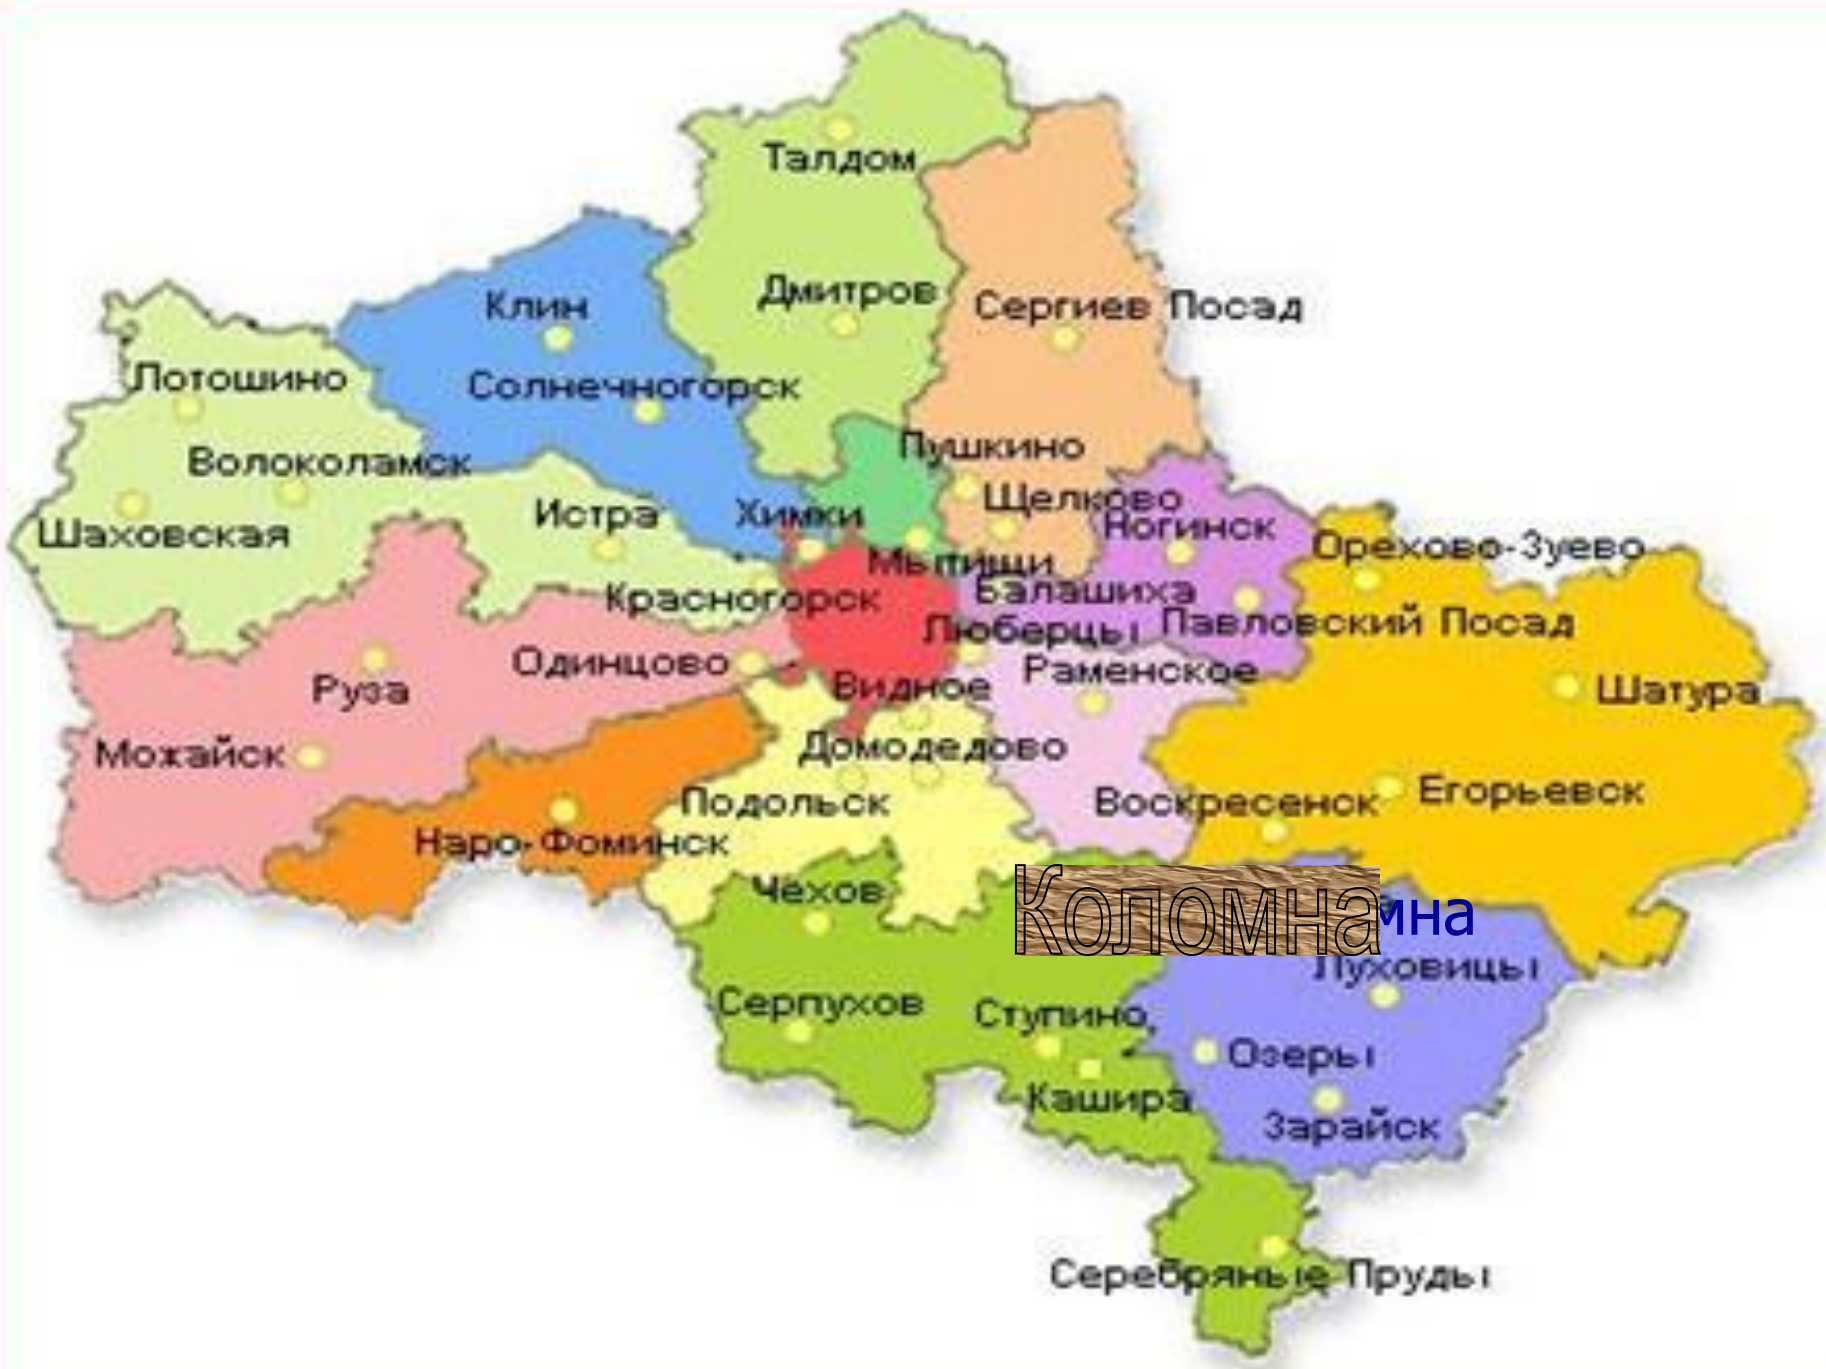 Талдом
Дмитров
Сергиев Посад
Клин
Солнечногорск
Лотошино
Волоколамск
Шаховская
Истра
Химки
Пушкино
Щелково
Ногинск
Орехово-Зуево
Мытищи
Балашиха
Красногорск
Люберцы
Павловский Посад
Одинцово
Раменское
Руза
Видное
Шатура
Можайск
Домодедово
Подольск
Воскресенск
Егорьевск
Наро-Фоминск
Чехов
Коломна
мна
Луховицы
Серпухов
Ступино,
Озеры
Кашира
Зарайск
Серебряные Пруды